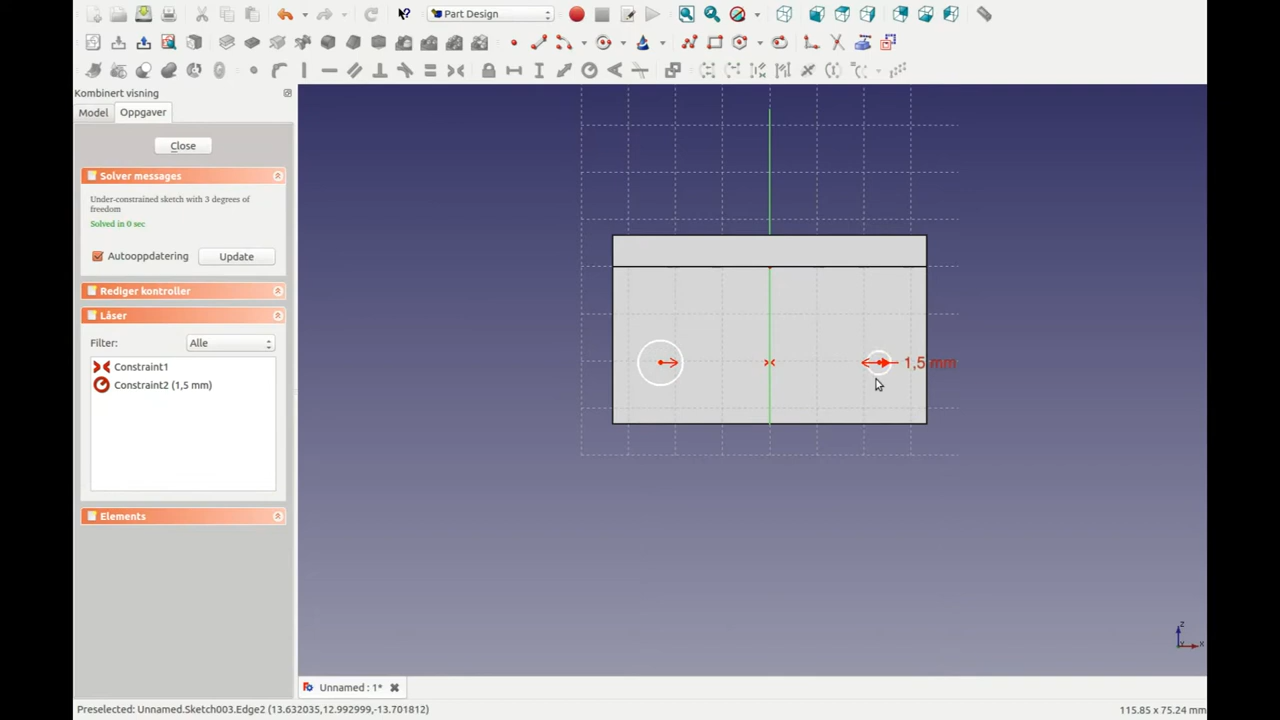 Part Design
Kombinert visning
Model
Oppgaver
Close
Solver messages
Under-constrained sketch with 3 degrees of
freedom
Solved in 0 sec
Autooppdatering
Update
Rediger kontroller
Låser
Filter:
Alle
Constraint1
Constraint2 (1,5 mm)
Elements
1,5 mm
z
Y
x
Unnamed : 1*
Preselected: Unnamed.Sketch003.Edge2 (13.632035,12.992999,-13.701812)
115.85 x 75.24 mm